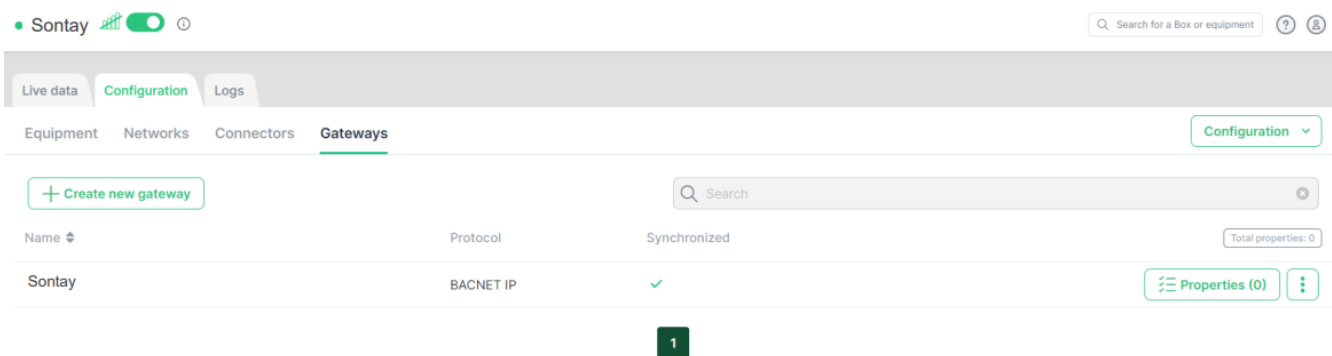 Sontay
Search for a Box or equipment
Live data Configuration Logs
Equipment Networks Connectors Gateways
Configuration
Create new gateway
Search
Name Protocol Synchronized
Total properties: 0
Sontay BACNET IP
Properties (0)
1